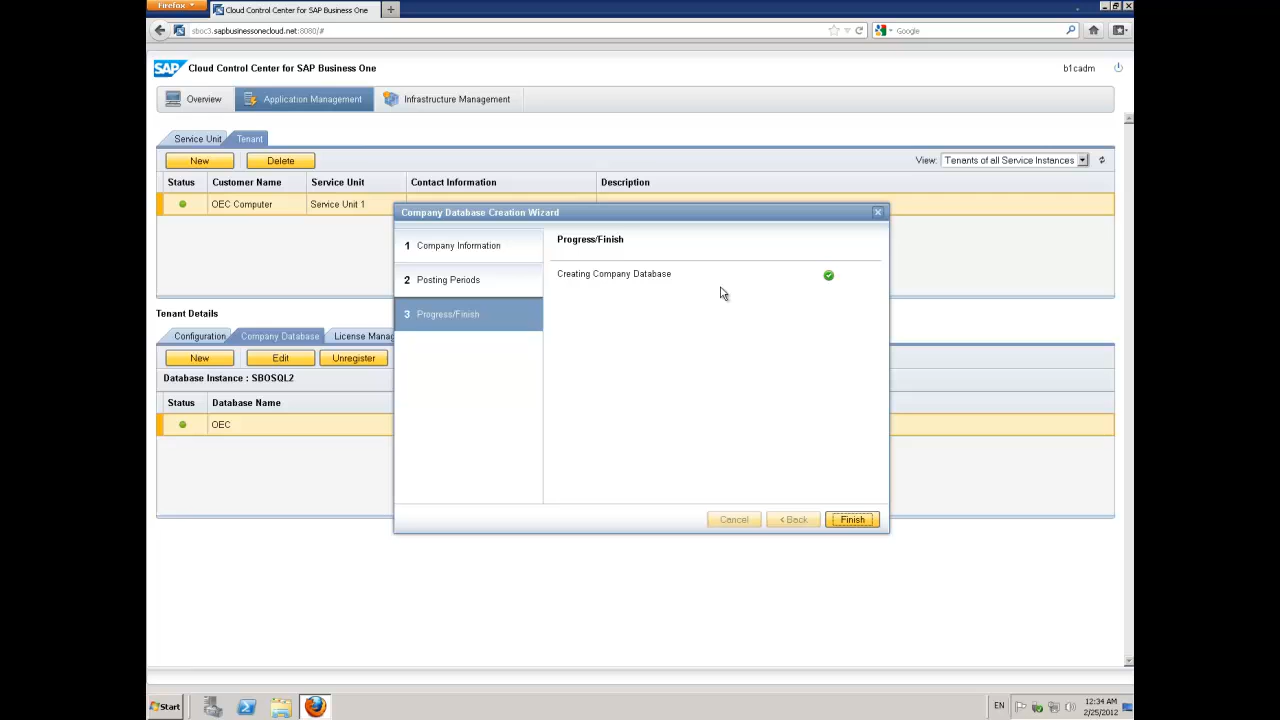 Firefox
Cloud Control Center for SAP Business One
sboc3.sapbusinessonecloud.net:8080/#
Google
SAP Cloud Control Center for SAP Business One
b1cadm
Overview
Application Management
Infrastructure Management
Service Unit
Tenant
New
Delete
View: Tenants of all Service Instances
Status
Customer Name
Service Unit
Contact Information
Description
OEC Computer
Service Unit 1
Company Database Creation Wizard
1 Company Information
2 Posting Periods
3 Progress/Finish
Progress/Finish
Creating Company Database
Cancel
< Back
Finish
Tenant Details
Configuration
Company Database
License Manag
New
Edit
Unregister
Database Instance : SBOSQL2
Status
Database Name
OEC
Start
EN
12:34 AM
2/25/2012